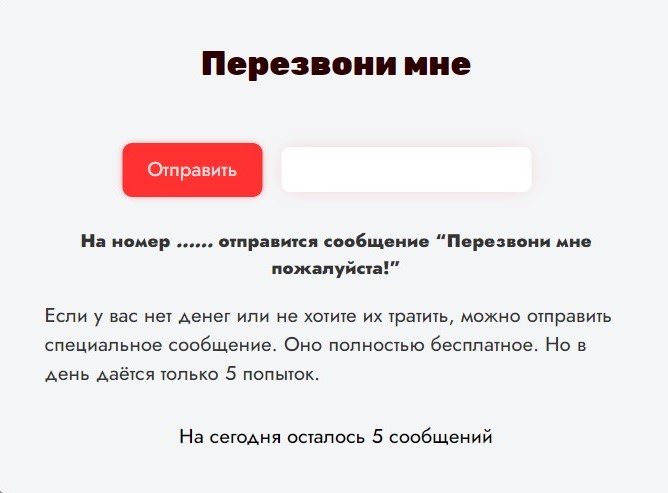 Перезвони мне
Отправить
На номер ...... отправится сообщение “Перезвони мне
пожалуйста!”
Если у вас нет денег или не хотите их тратить, можно отправить
специальное сообщение. Оно полностью бесплатное. Но в
день даётся только 5 попыток.
На сегодня осталось 5 сообщений